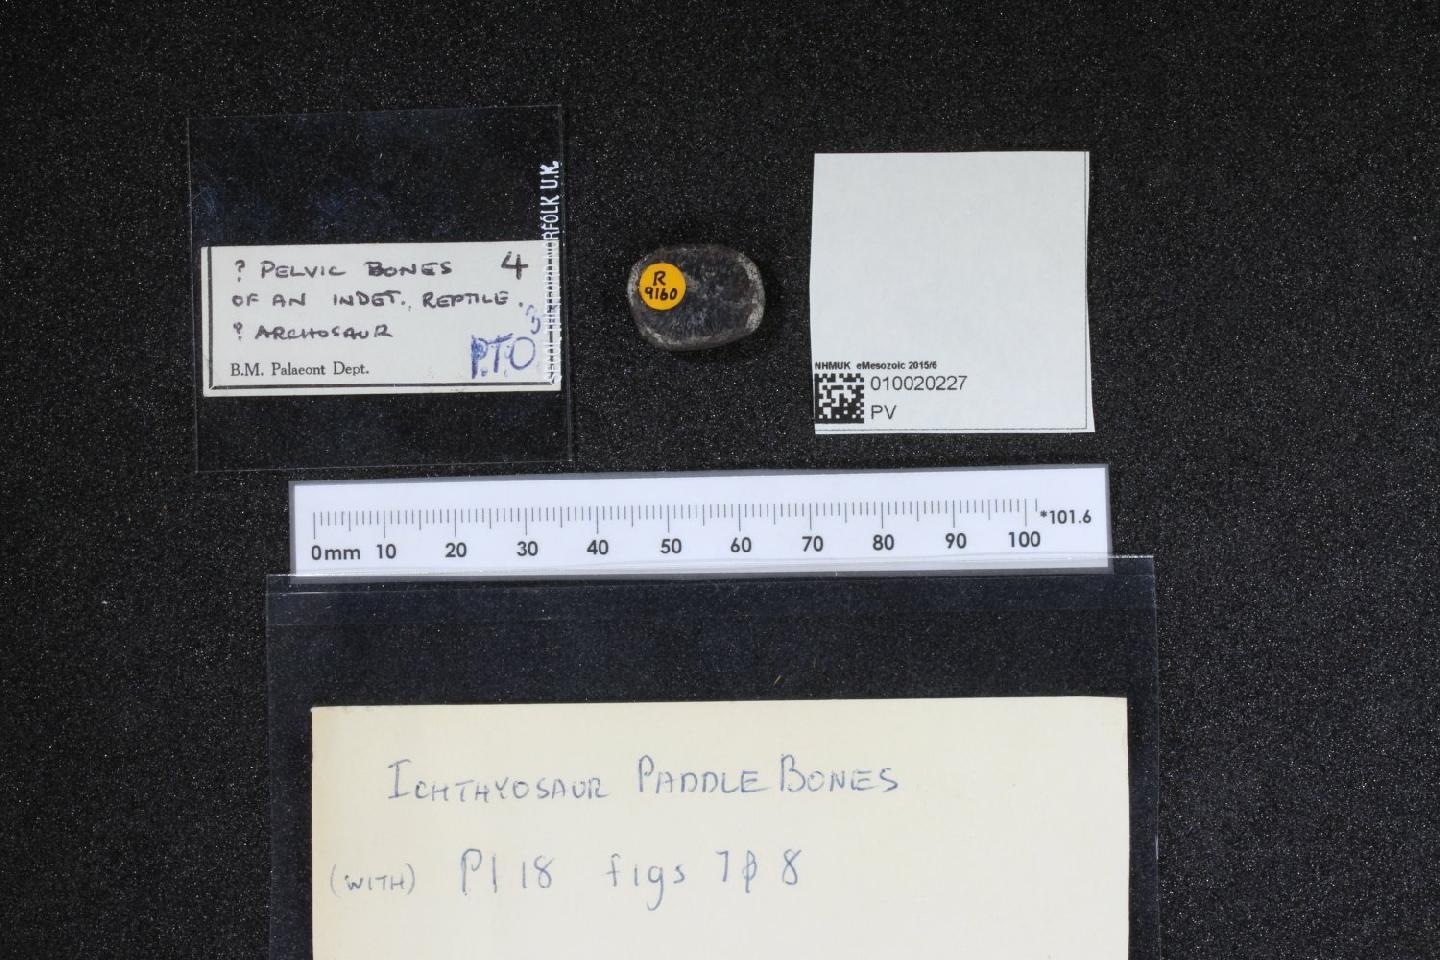 ? PELVIC BONES 4
OF AN INDET., REPTILE.
? ARCHOSAUR
3
P.T.O
B.M. Palaeont Dept.
NORFOLK U.K.
R
9160
NHMUK eMesozoic 2015/6
010020227
PV
0mm 10 20 30 40 50 60 70 80 90 100 *101.6
ICHTHYOSAUR PADDLE BONES
(WITH) Pl 18 figs 7 & 8